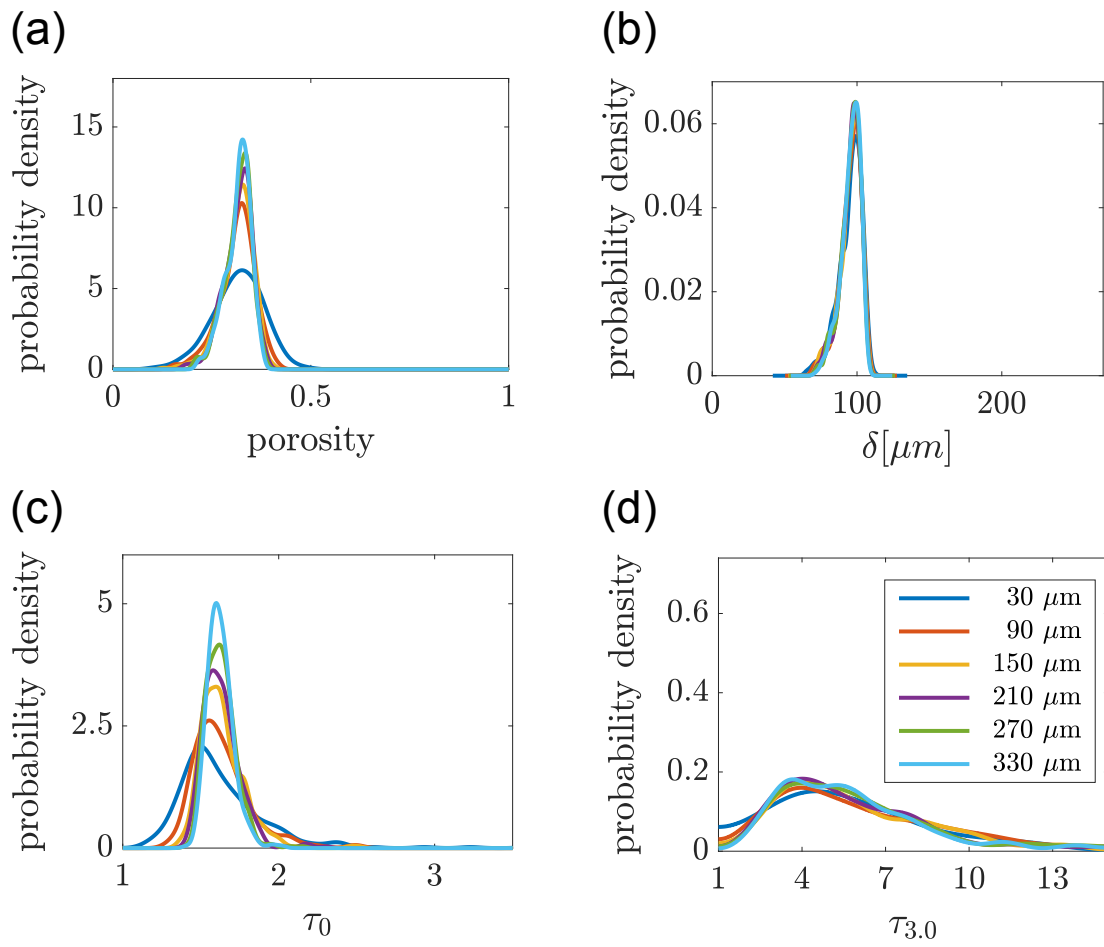 (a)
probability density
15
10
5
0
0
0.5
1
porosity
(b)
probability density
0.06
0.04
0.02
0
0
100
200
δ[μm]
(c)
probability density
5
2.5
0
1
2
3
τ₀
(d)
probability density
0.6
0.4
0.2
0
1
4
7
10
13
τ₃.₀
30 μm
90 μm
150 μm
210 μm
270 μm
330 μm